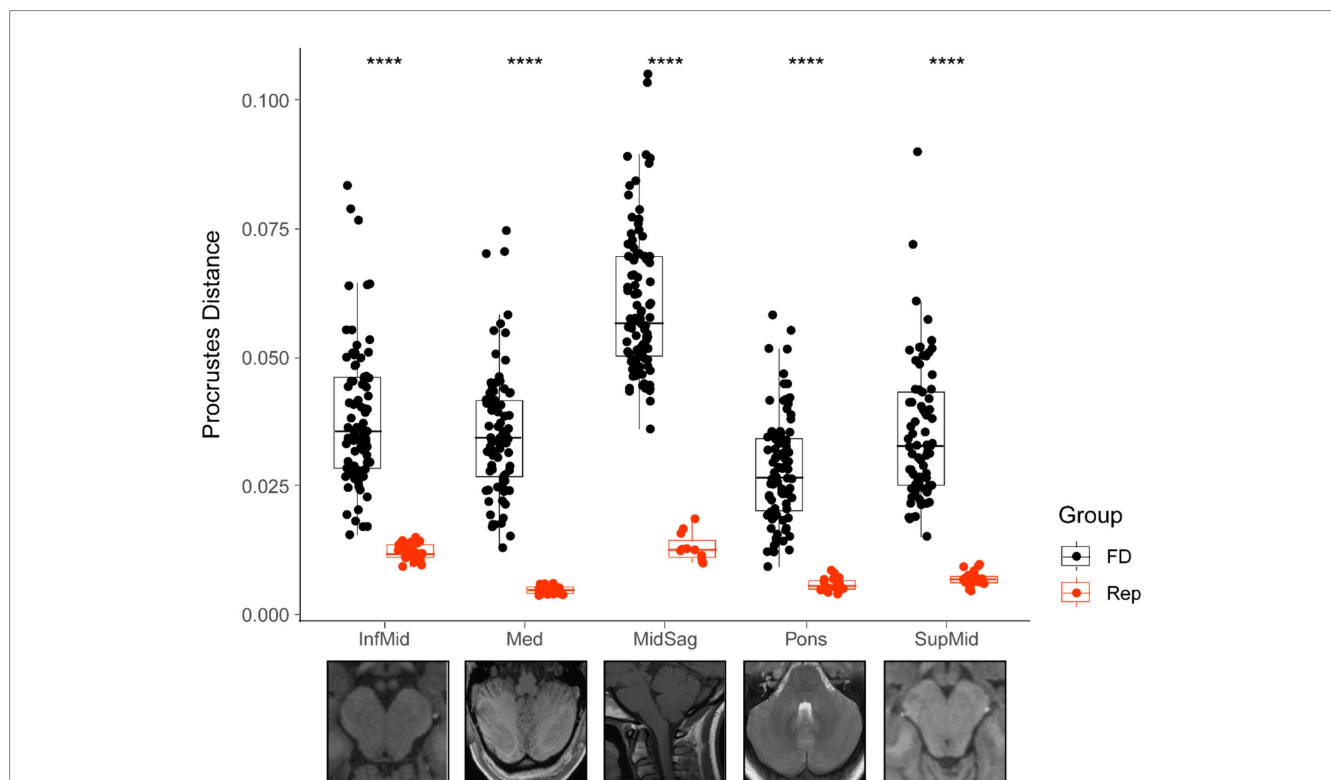 **** **** **** **** ****
0.100
0.075
0.050
0.025
0.000
Procrustes Distance
InfMid Med MidSag Pons SupMid
Group
FD
Rep